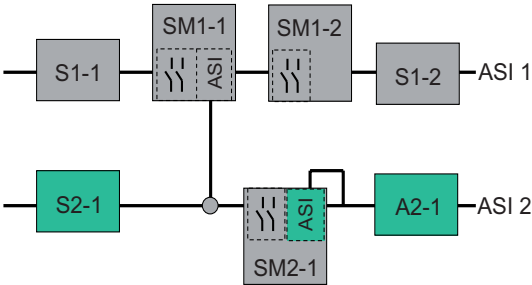 SM1-1
SM1-2
S1-1
ASI
S1-2
ASI 1
S2-1
ASI
A2-1
ASI 2
SM2-1